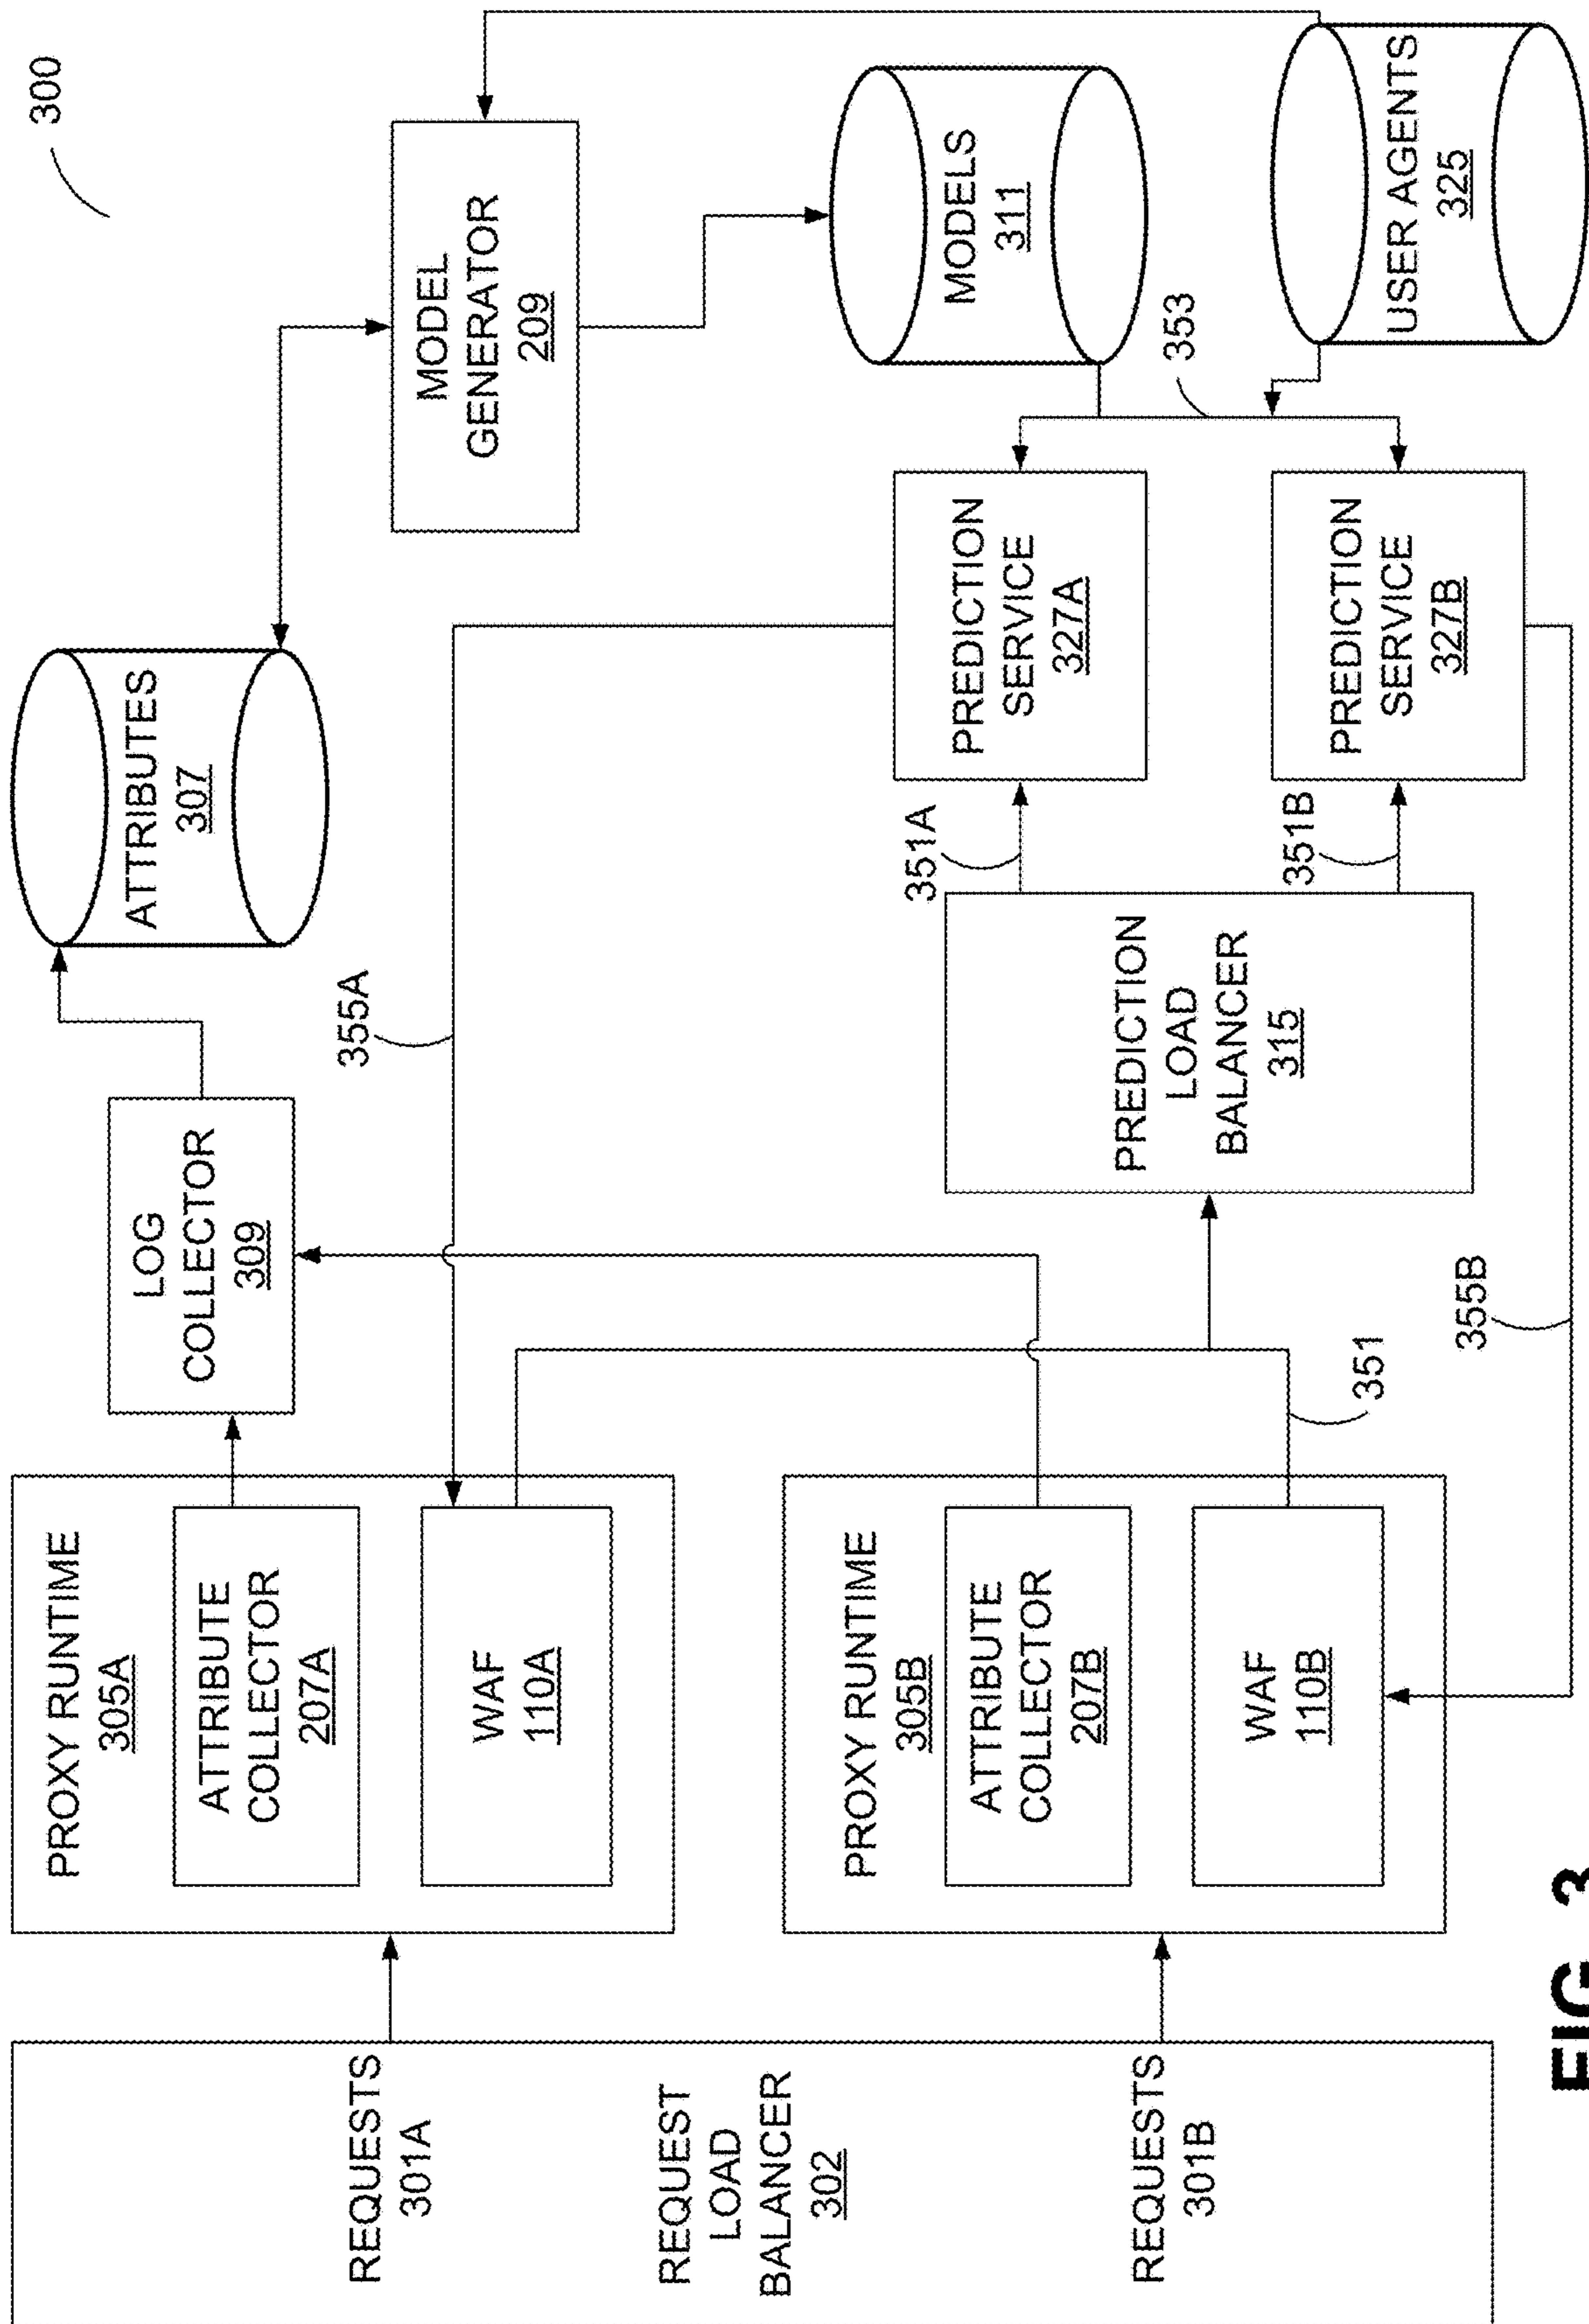 300
REQUESTS
301A
REQUEST
LOAD
BALANCER
302
REQUESTS
301B
PROXY RUNTIME
305A
ATTRIBUTE
COLLECTOR
207A
WAF
110A
PROXY RUNTIME
305B
ATTRIBUTE
COLLECTOR
207B
WAF
110B
LOG
COLLECTOR
309
355A
351
355B
ATTRIBUTES
307
PREDICTION
LOAD
BALANCER
315
351A
351B
PREDICTION
SERVICE
327A
PREDICTION
SERVICE
327B
MODEL
GENERATOR
209
MODELS
311
353
USER AGENTS
325
FIG. 3